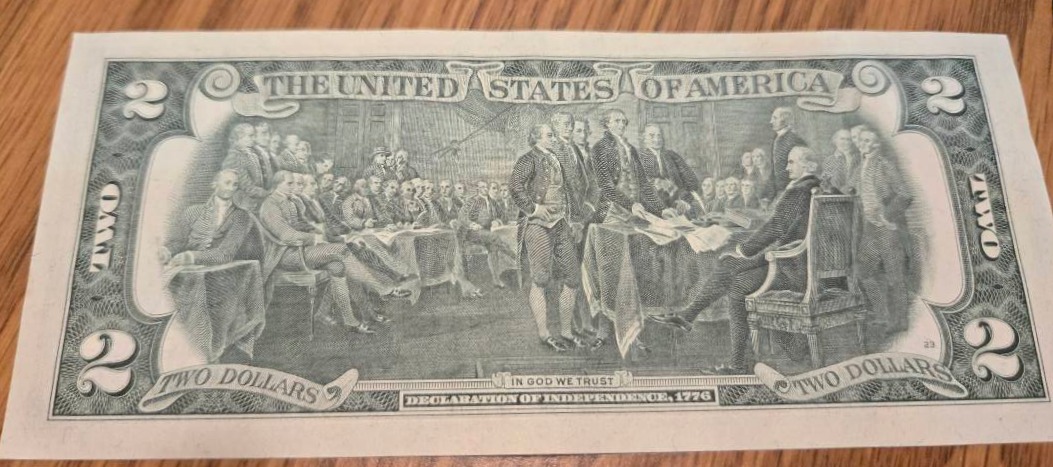 2 THE UNITED STATES OF AMERICA 2
TWO
TWO
23
2 TWO DOLLARS TWO DOLLARS 2
IN GOD WE TRUST
DECLARATION OF INDEPENDENCE, 1776